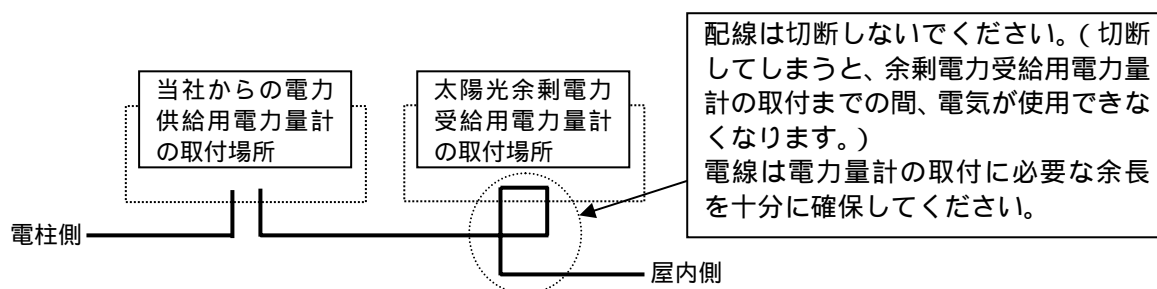 当社からの電力
供給用電力量計
の取付場所
太陽光余剰電力
受給用電力量計
の取付場所
配線は切断しないでください。(切断
してしまうと、余剰電力受給用電力量
計の取付までの間、電気が使用できな
くなります。)
電線は電力量計の取付に必要な余長
を十分に確保してください。
電柱側
屋内側